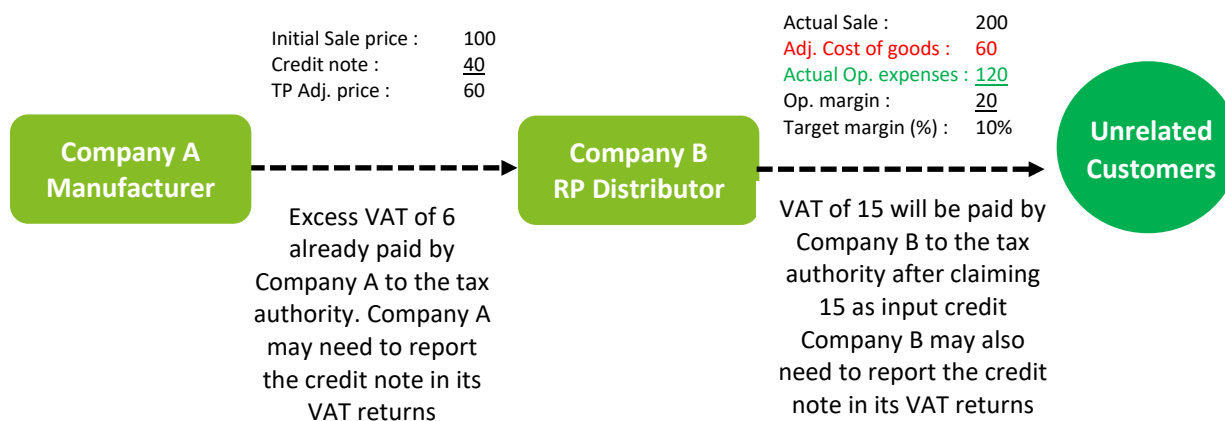 Initial Sale price : 100
Credit note : 40
TP Adj. price : 60
Actual Sale : 200
Adj. Cost of goods : 60
Actual Op. expenses : 120
Op. margin : 20
Target margin (%) : 10%
Company A
Manufacturer
Company B
RP Distributor
Unrelated
Customers
Excess VAT of 6
already paid by
Company A to the tax
authority. Company A
may need to report
the credit note in its
VAT returns
VAT of 15 will be paid by
Company B to the tax
authority after claiming
15 as input credit
Company B may also
need to report the credit
note in its VAT returns